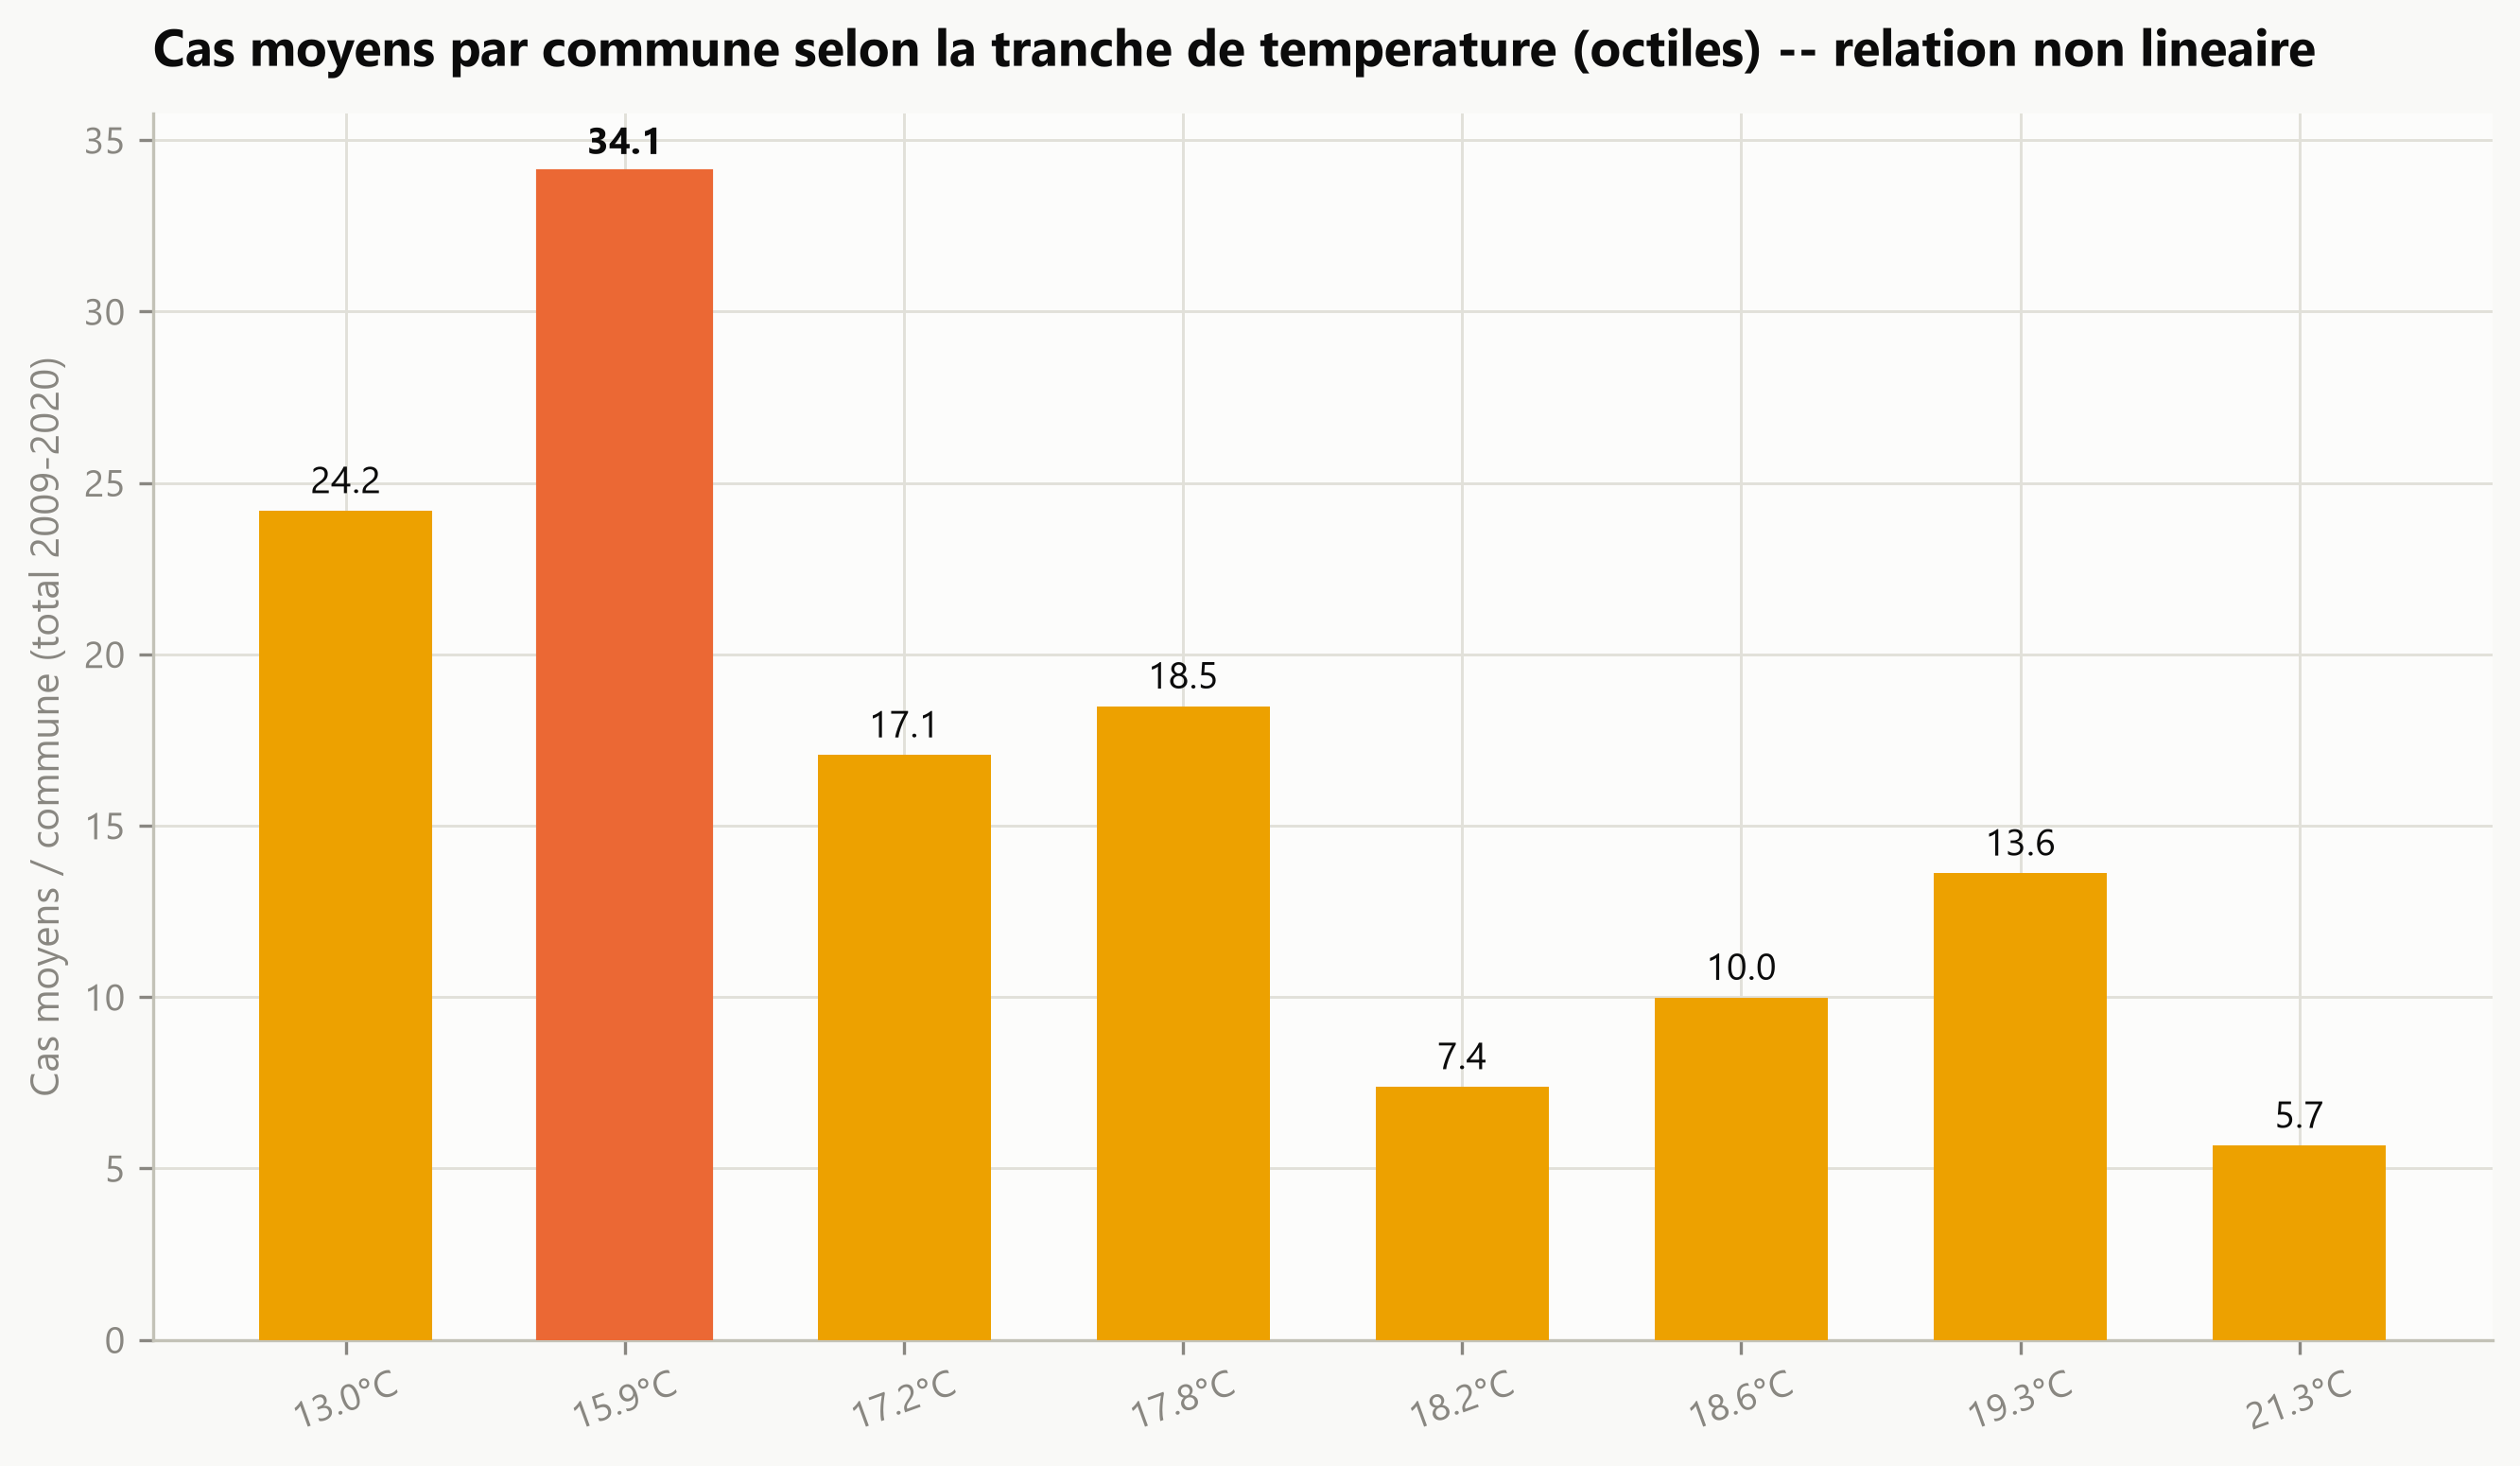 Cas moyens par commune selon la tranche de temperature (octiles) -- relation non lineaire
Cas moyens / commune (total 2009-2020)
35
30
25
20
15
10
5
0
24.2
34.1
17.1
18.5
7.4
10.0
13.6
5.7
13.0°C
15.9°C
17.2°C
17.8°C
18.2°C
18.6°C
19.3°C
21.3°C